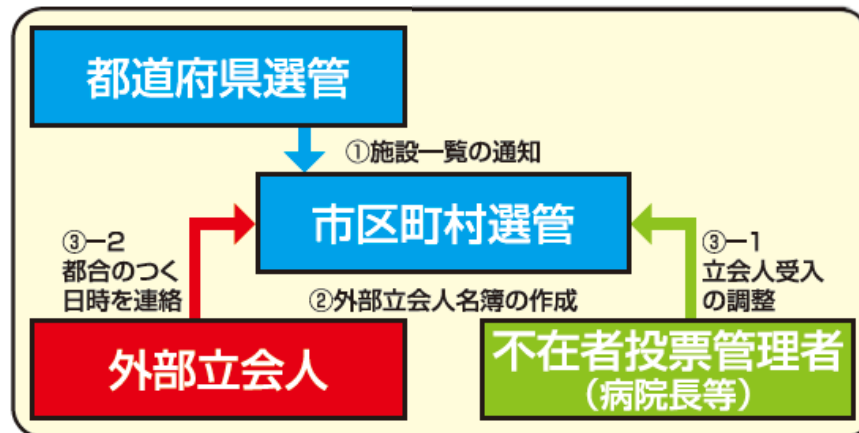 都道府県選管
①施設一覧の通知
市区町村選管
③ー2
都合のつく
日時を連絡
③ー1
立会人受入
の調整
②外部立会人名簿の作成
外部立会人
不在者投票管理者
（病院長等）